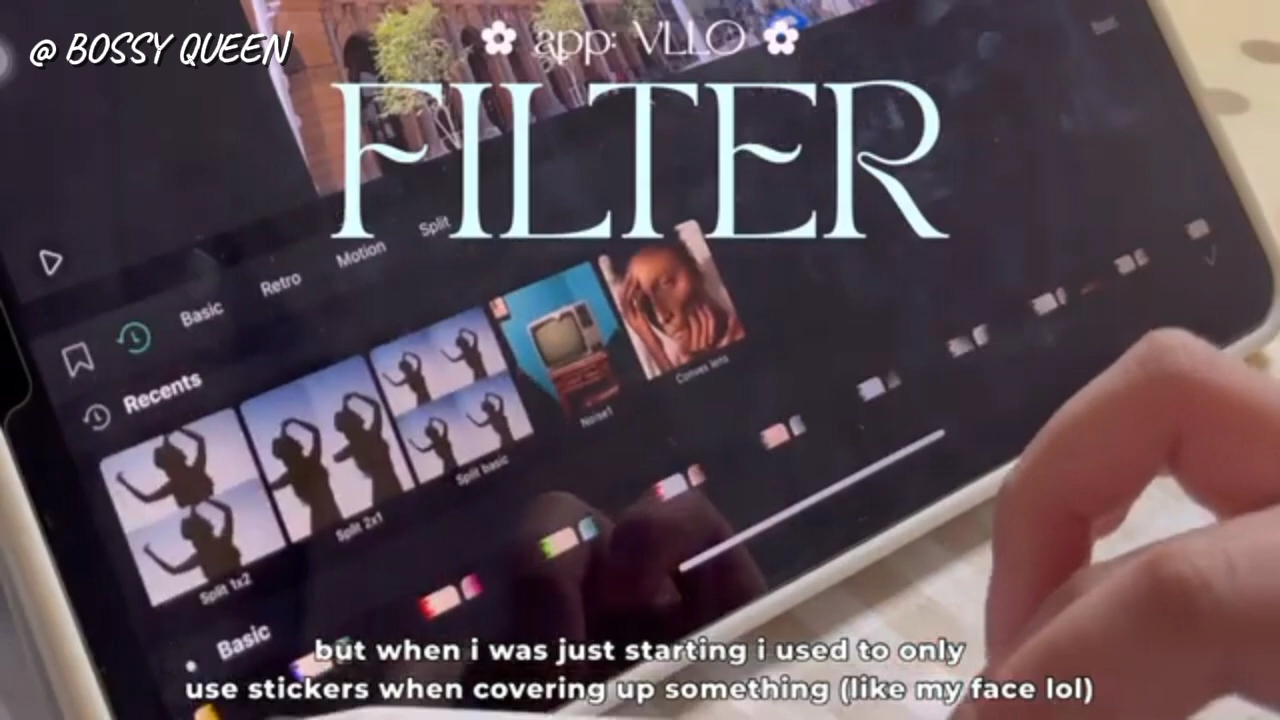 @ BOSSY QUEEN
app: VLLO
FILTER
Basic
Retro
Motion
Split
Recents
Split 1x2
Split 2x1
Split basic
Noise1
Convex lens
Basic
but when i was just starting i used to only
use stickers when covering up something (like my face lol)